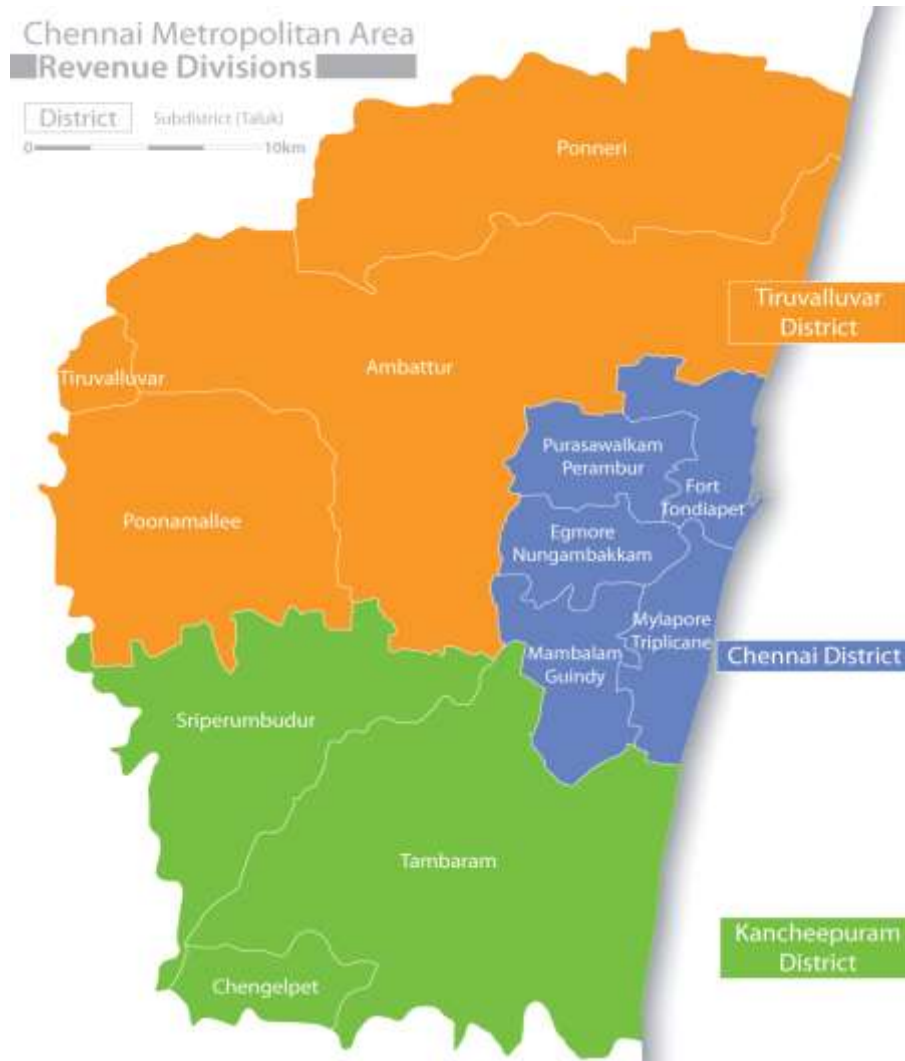 Chennai Metropolitan Area
Revenue Divisions
District
Subdistrict (Taluk)
0
10km
Ponneri
Tiruvalluvar
District
Ambattur
Tiruvalluvar
Purasawalkam
Perambur
Fort
Tondiapet
Poonamallee
Egmore
Nungambakkam
Mylapore
Triplicane
Chennai District
Mambalam
Guindy
Sriperumbudur
Tambaram
Kancheepuram
District
Chengelpet